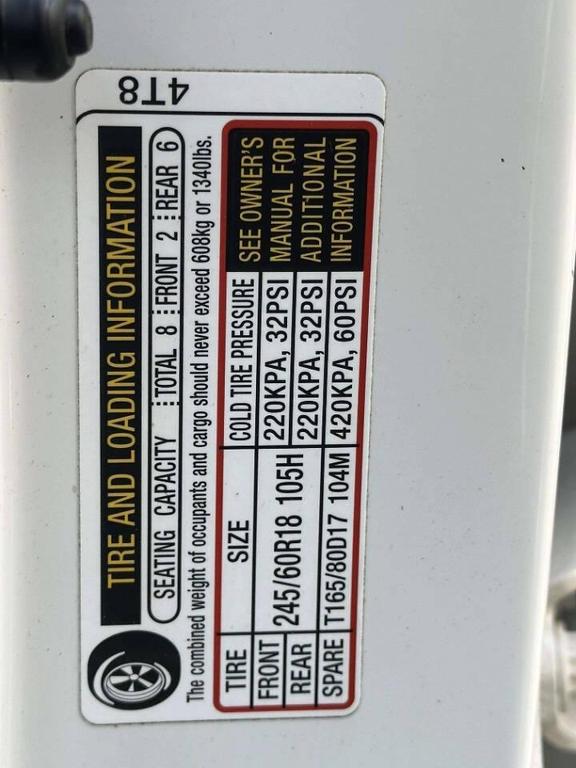 4T8
TIRE AND LOADING INFORMATION
SEATING CAPACITY TOTAL 8 FRONT 2 REAR 6
The combined weight of occupants and cargo should never exceed 608kg or 1340lbs.
TIRE SIZE COLD TIRE PRESSURE
FRONT 245/60R18 105H 220KPA, 32PSI
REAR 220KPA, 32PSI
SPARE T165/80D17 104M 420KPA, 60PSI
SEE OWNER'S
MANUAL FOR
ADDITIONAL
INFORMATION